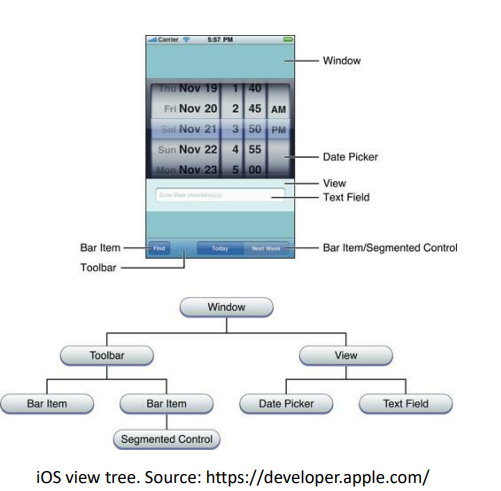 Carrier 5:57 PM
Window
Thu Nov 19 1 40
Fri Nov 20 2 45 AM
Sat Nov 21 3 50 PM
Sun Nov 22 4 55
Mon Nov 23 5 00
Date Picker
View
Enter Date (mm/dd/yyyy)
Text Field
Bar Item
Find Today Next Week
Bar Item/Segmented Control
Toolbar
Window
Toolbar View
Bar Item Bar Item Date Picker Text Field
Segmented Control
iOS view tree. Source: https://developer.apple.com/